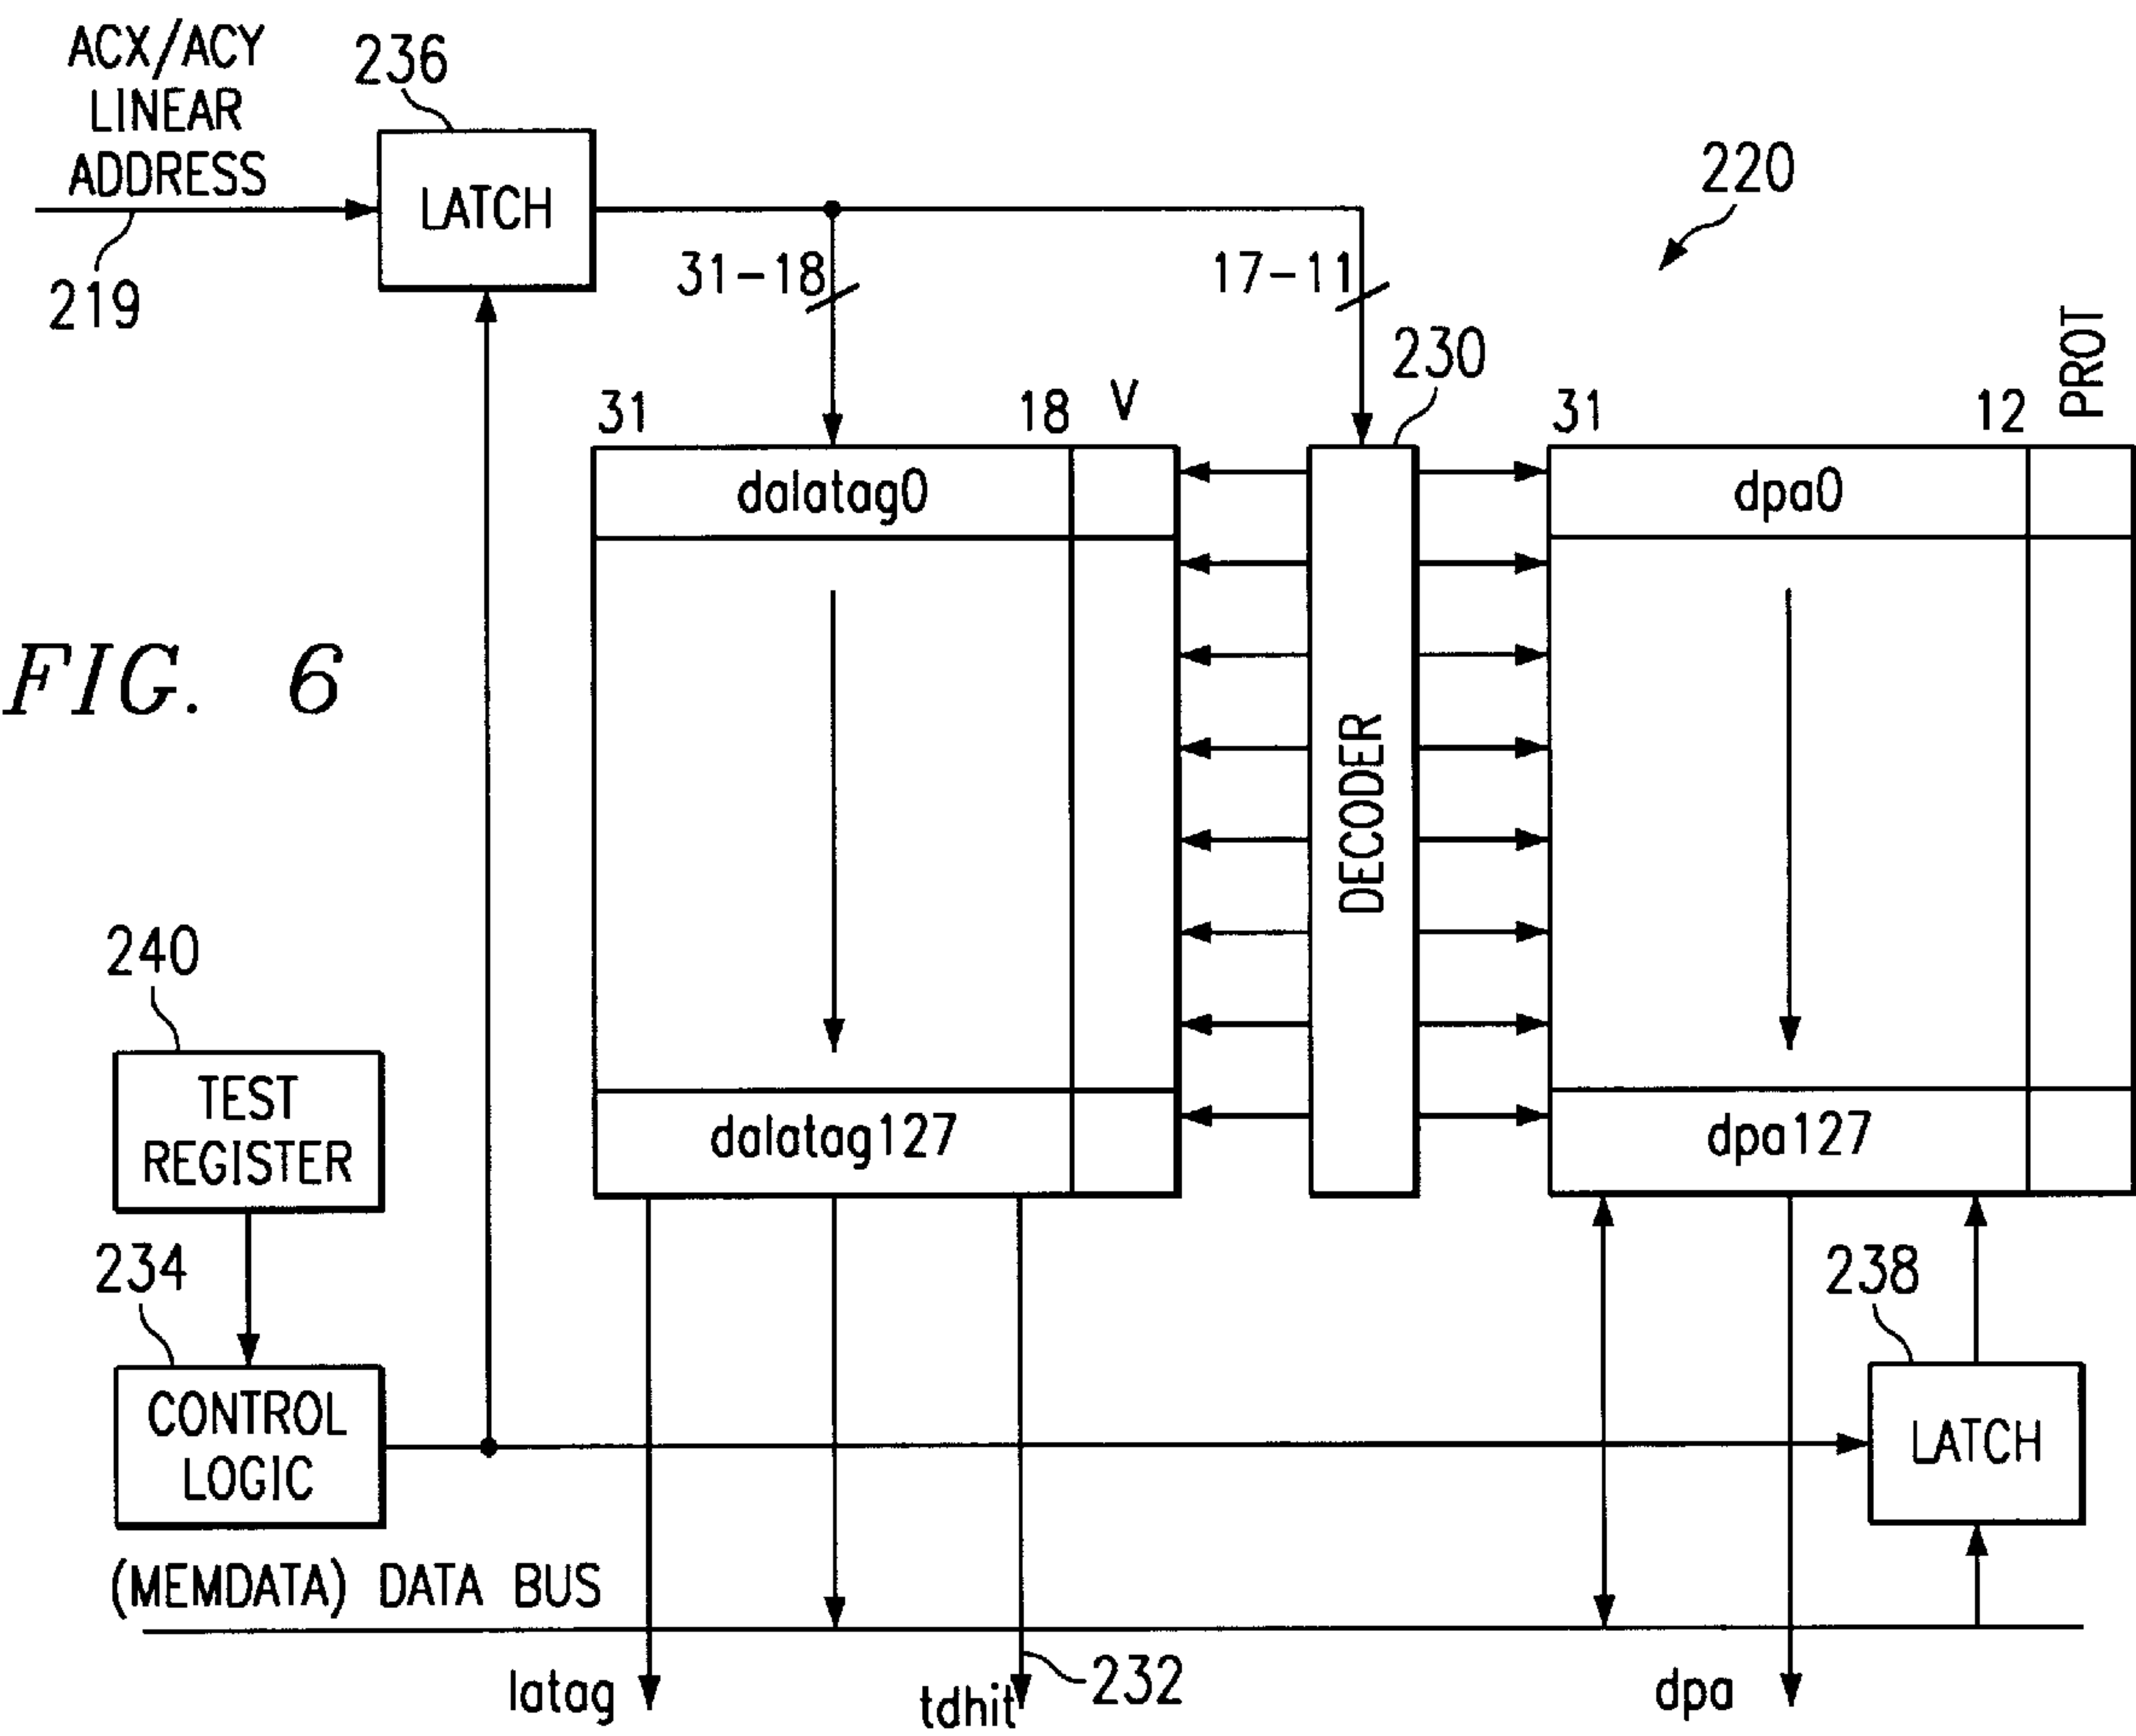 ACX/ACY
LINEAR
ADDRESS
219
236
LATCH
220
31-18
17-11
230
31
18
V
31
12
PROT
dalatag0
dpa0
FIG. 6
DECODER
240
TEST
REGISTER
dalatag127
dpa127
234
238
CONTROL
LOGIC
LATCH
(MEMDATA) DATA BUS
latag
tdhit
232
dpa